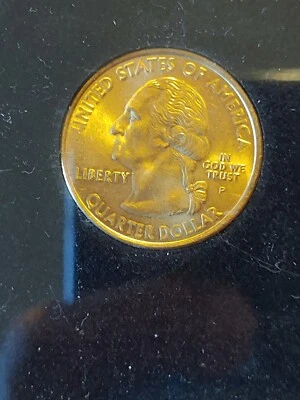 UNITED STATES OF AMERICA
LIBERTY
IN
GOD WE
TRUST
P
QUARTER DOLLAR